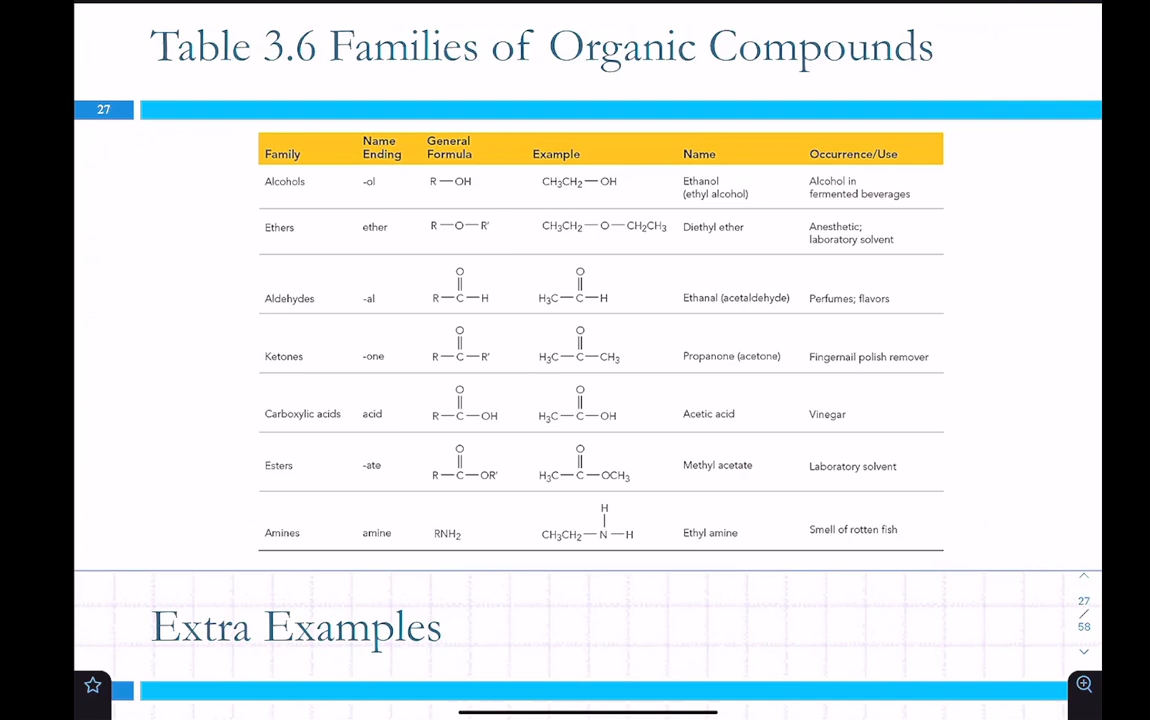 Table 3.6 Families of Organic Compounds
27
Family Name Ending General Formula Example Name Occurrence/Use
Alcohols -ol R—OH CH₃CH₂—OH Ethanol (ethyl alcohol) Alcohol in fermented beverages
Ethers ether R—O—R' CH₃CH₂—O—CH₂CH₃ Diethyl ether Anesthetic; laboratory solvent
O O
Aldehydes -al R—C—H H₃C—C—H Ethanal (acetaldehyde) Perfumes; flavors
O O
Ketones -one R—C—R' H₃C—C—CH₃ Propanone (acetone) Fingernail polish remover
O O
Carboxylic acids acid R—C—OH H₃C—C—OH Acetic acid Vinegar
O O
Esters -ate R—C—OR' H₃C—C—OCH₃ Methyl acetate Laboratory solvent
H
Amines amine RNH₂ CH₃CH₂—N—H Ethyl amine Smell of rotten fish
27
/
58
Extra Examples